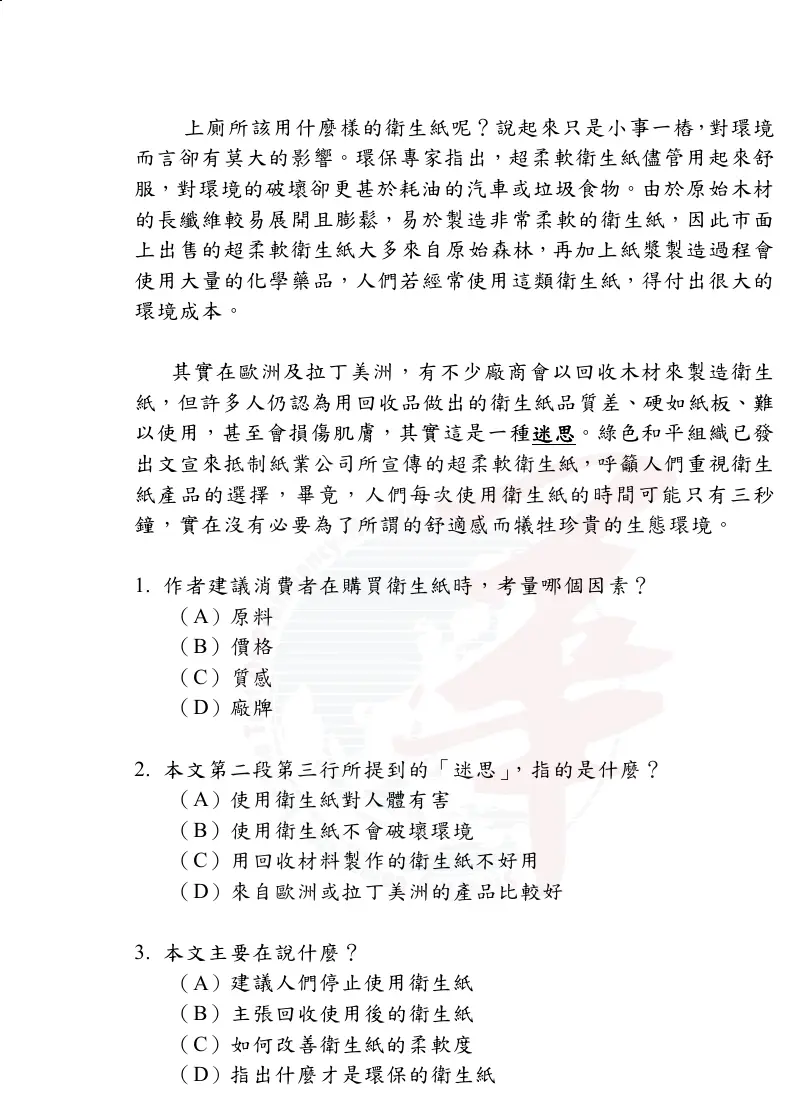 上廁所該用什麼樣的衛生紙呢？說起來只是小事一樁，對環境
而言卻有莫大的影響。環保專家指出，超柔軟衛生紙儘管用起來舒
服，對環境的破壞卻更甚於耗油的汽車或垃圾食物。由於原始木材
的長纖維較易展開且膨鬆，易於製造非常柔軟的衛生紙，因此市面
上出售的超柔軟衛生紙大多來自原始森林，再加上紙漿製造過程會
使用大量的化學藥品，人們若經常使用這類衛生紙，得付出很大的
環境成本。
其實在歐洲及拉丁美洲，有不少廠商會以回收木材來製造衛生
紙，但許多人仍認為用回收品做出的衛生紙品質差、硬如紙板、難
以使用，甚至會損傷肌膚，其實這是一種迷思。綠色和平組織已發
出文宣來抵制紙業公司所宣傳的超柔軟衛生紙，呼籲人們重視衛生
紙產品的選擇，畢竟，人們每次使用衛生紙的時間可能只有三秒
鐘，實在沒有必要為了所謂的舒適感而犧牲珍貴的生態環境。
1. 作者建議消費者在購買衛生紙時，考量哪個因素？
（A）原料
（B）價格
（C）質感
（D）廠牌
2. 本文第二段第三行所提到的「迷思」，指的是什麼？
（A）使用衛生紙對人體有害
（B）使用衛生紙不會破壞環境
（C）用回收材料製作的衛生紙不好用
（D）來自歐洲或拉丁美洲的產品比較好
3. 本文主要在說什麼？
（A）建議人們停止使用衛生紙
（B）主張回收使用後的衛生紙
（C）如何改善衛生紙的柔軟度
（D）指出什麼才是環保的衛生紙